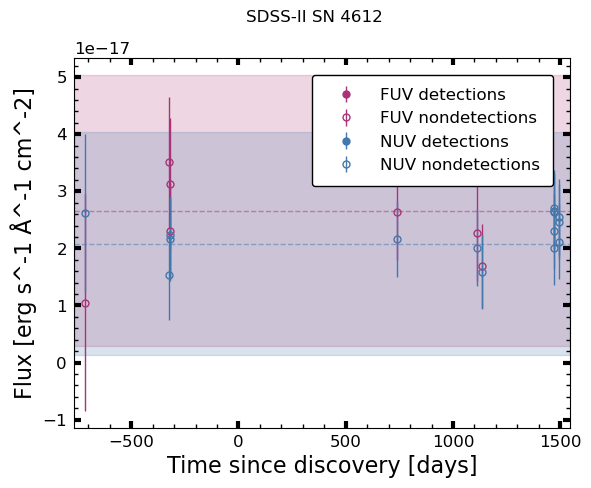 SDSS-II SN 4612
1e−17
5
4
3
2
1
0
−1
Flux [erg s^-1 Å^-1 cm^-2]
FUV detections
FUV nondetections
NUV detections
NUV nondetections
−500 0 500 1000 1500
Time since discovery [days]